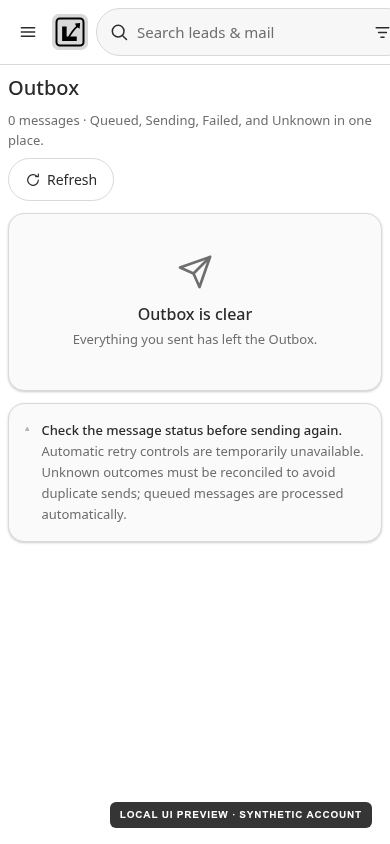 Search leads & mail
Outbox
0 messages · Queued, Sending, Failed, and Unknown in one
place.
Refresh
Outbox is clear
Everything you sent has left the Outbox.
Check the message status before sending again.
Automatic retry controls are temporarily unavailable.
Unknown outcomes must be reconciled to avoid
duplicate sends; queued messages are processed
automatically.
LOCAL UI PREVIEW · SYNTHETIC ACCOUNT